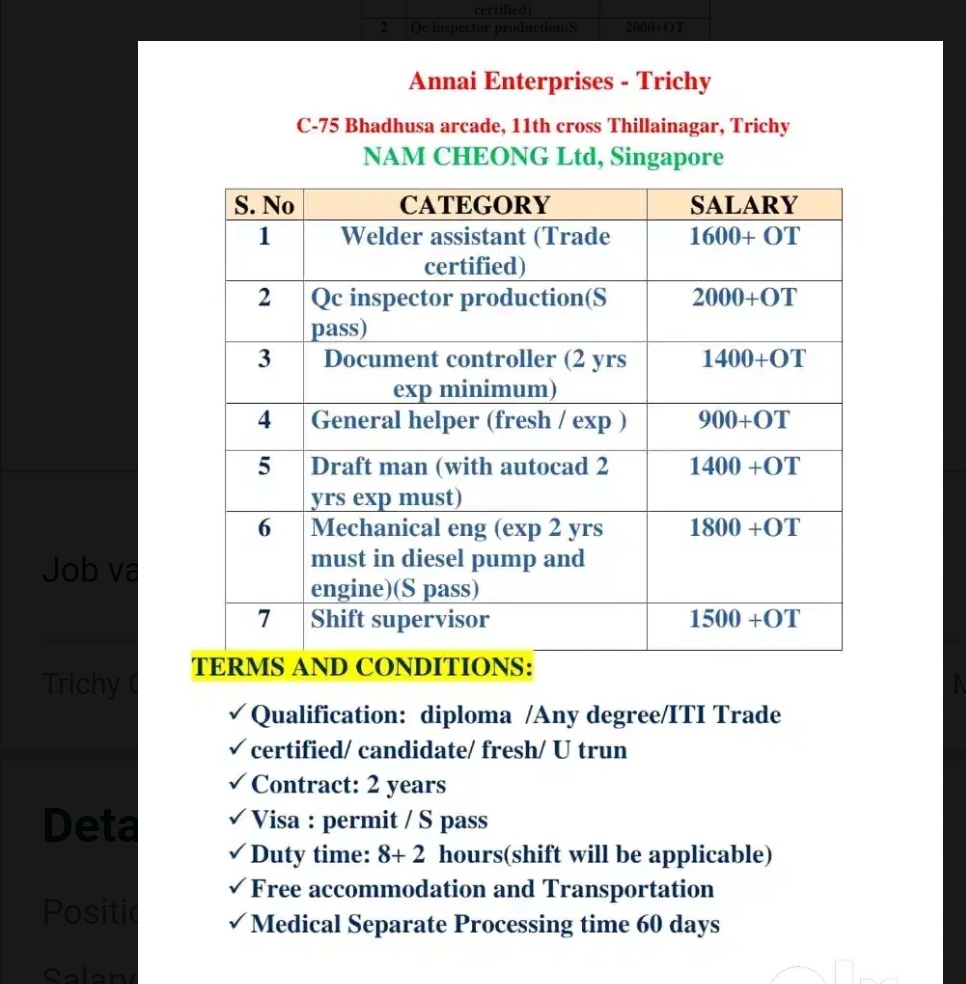 certified)
2 Qc inspector production(S 2000+OT
Annai Enterprises - Trichy
C-75 Bhadhusa arcade, 11th cross Thillainagar, Trichy
NAM CHEONG Ltd, Singapore
S. No CATEGORY SALARY
1 Welder assistant (Trade 1600+ OT
certified)
2 Qc inspector production(S 2000+OT
pass)
3 Document controller (2 yrs 1400+OT
exp minimum)
4 General helper (fresh / exp ) 900+OT
5 Draft man (with autocad 2 1400 +OT
yrs exp must)
6 Mechanical eng (exp 2 yrs 1800 +OT
must in diesel pump and
engine)(S pass)
7 Shift supervisor 1500 +OT
TERMS AND CONDITIONS:
✓ Qualification: diploma /Any degree/ITI Trade
✓ certified/ candidate/ fresh/ U trun
✓ Contract: 2 years
✓ Visa : permit / S pass
✓ Duty time: 8+ 2 hours(shift will be applicable)
✓ Free accommodation and Transportation
✓ Medical Separate Processing time 60 days
Job va
Trichy
Deta
Positic
Salary